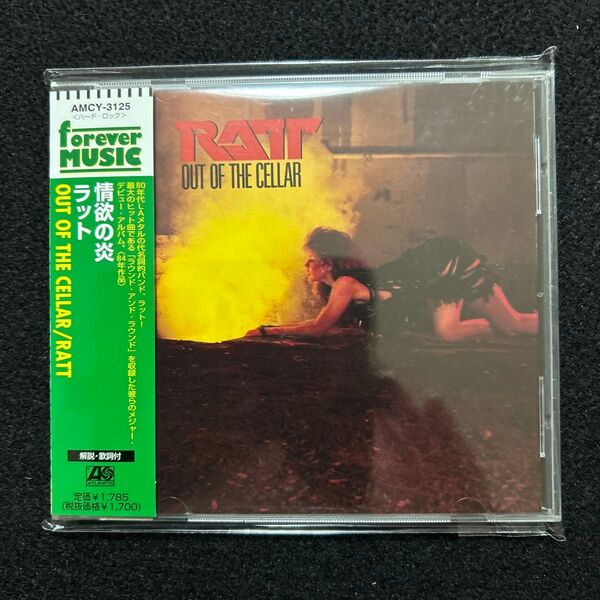 AMCY-3125
<ハード・ロック>
forever
MUSIC
情欲の炎
ラット
OUT OF THE CELLAR/RATT
80年代LAメタルの代名詞的バンド、ラット!
最大のヒット曲である「ラウンド・アンド・ラウンド」を収録した彼らのメジャー・
デビュー・アルバム。〈84年作品〉
解説・歌詞付
ATLANTIC
定価¥1,785
(税抜価格¥1,700)
RATT
OUT OF THE CELLAR